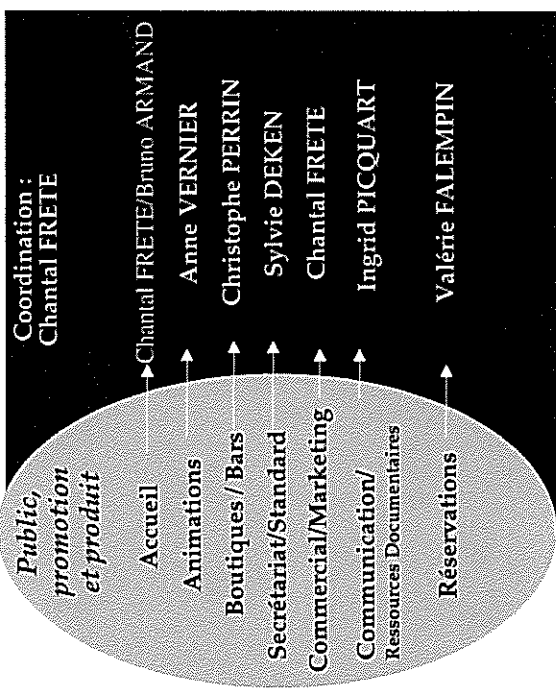 Public,
promotion
et produit
Coordination :
Chantal FRETE
Accueil Chantal FRETE/Bruno ARMAND
Animations Anne VERNIER
Boutiques / Bars Christophe PERRIN
Secrétariat/Standard Sylvie DEKEN
Commercial/Marketing Chantal FRETE
Communication/ Ingrid PICQUART
Ressources Documentaires
Réservations Valérie FALEMPIN